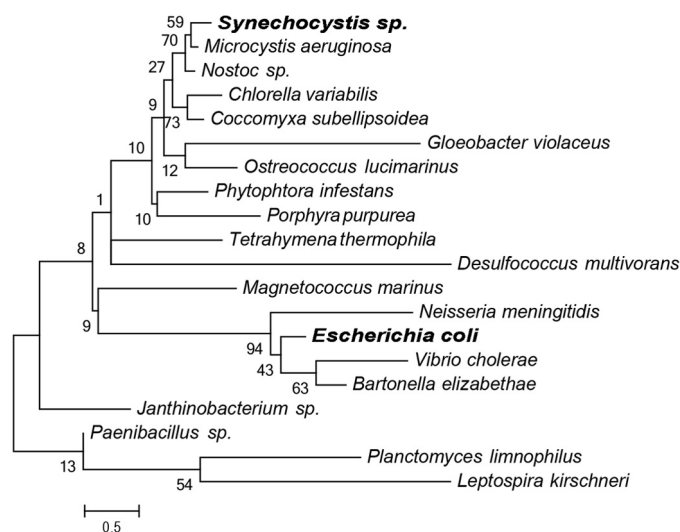 59 Synechocystis sp.
70 Microcystis aeruginosa
27 Nostoc sp.
Chlorella variabilis
9 73 Coccomyxa subellipsoidea
Gloeobacter violaceus
10 12 Ostreococcus lucimarinus
Phytophtora infestans
1 10 Porphyra purpurea
Tetrahymena thermophila
8 Desulfococcus multivorans
Magnetococcus marinus
9 Neisseria meningitidis
94 Escherichia coli
43 Vibrio cholerae
63 Bartonella elizabethae
Janthinobacterium sp.
Paenibacillus sp.
13 Planctomyces limnophilus
54 Leptospira kirschneri
0.5